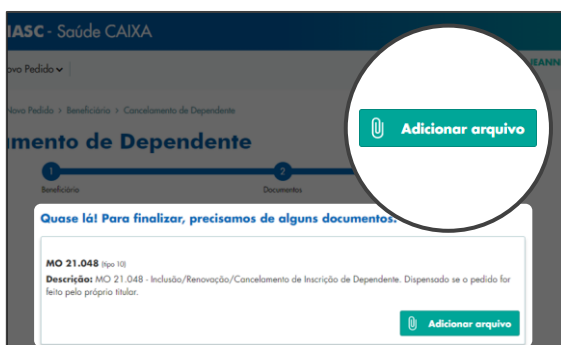 IASC - Saúde CAIXA
ovo Pedido
JEANN
Novo Pedido > Beneficiário > Cancelamento de Dependente
mento de Dependente
Adicionar arquivo
1
2
Beneficiário
Documentos
Quase lá! Para finalizar, precisamos de alguns documentos.
MO 21.048 (tipo 10)
Descrição: MO 21.048 - Inclusão/Renovação/Cancelamento de Inscrição de Dependente. Dispensado se o pedido for
feito pelo próprio titular.
Adicionar arquivo